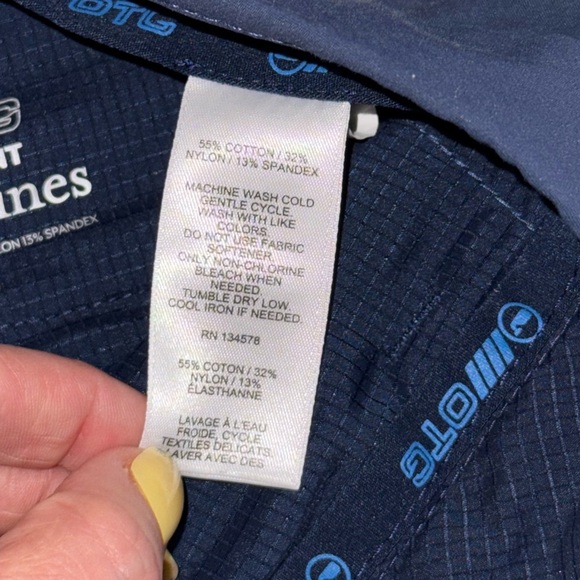 OTG
NT
nes
ON 13% SPANDEX
55% COTTON / 32%
NYLON / 13% SPANDEX
MACHINE WASH COLD
GENTLE CYCLE.
WASH WITH LIKE
COLORS.
DO NOT USE FABRIC
SOFTENER.
ONLY NON-CHLORINE
BLEACH WHEN
NEEDED.
TUMBLE DRY LOW.
COOL IRON IF NEEDED.
RN 134578
55% COTON / 32%
NYLON / 13%
ÉLASTHANNE
LAVAGE À L'EAU
FROIDE, CYCLE
TEXTILES DÉLICATS.
AVER AVEC DES
OTG